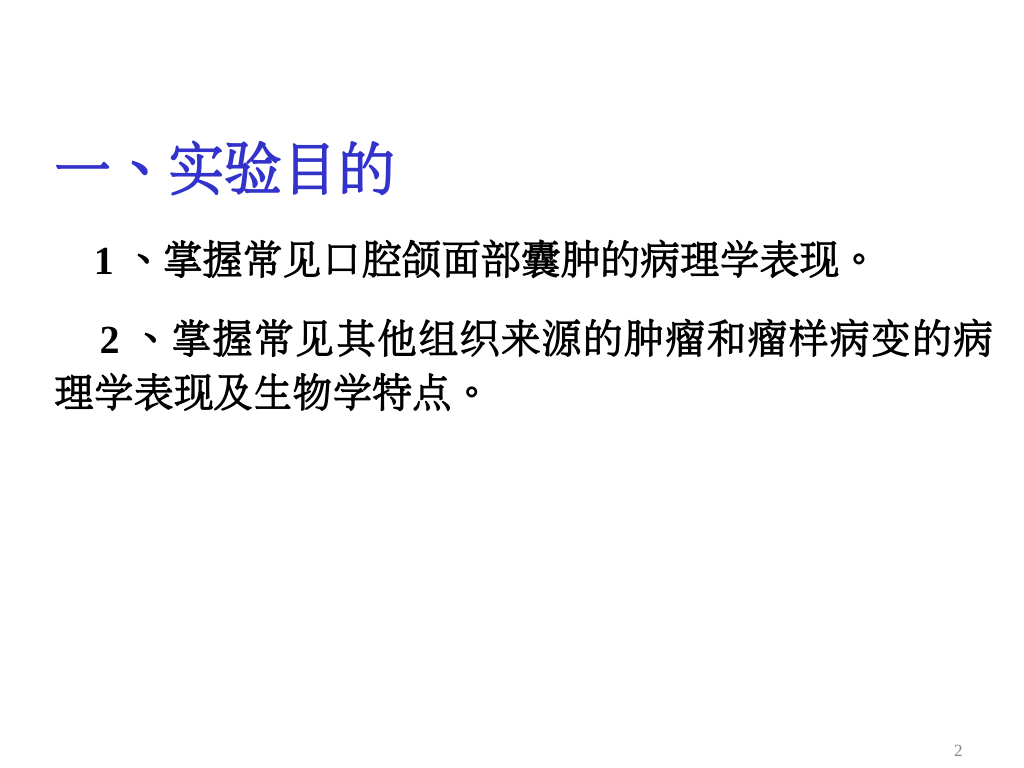 一、实验目的
1 、掌握常见口腔颌面部囊肿的病理学表现。
2 、掌握常见其他组织来源的肿瘤和瘤样病变的病
理学表现及生物学特点。
2